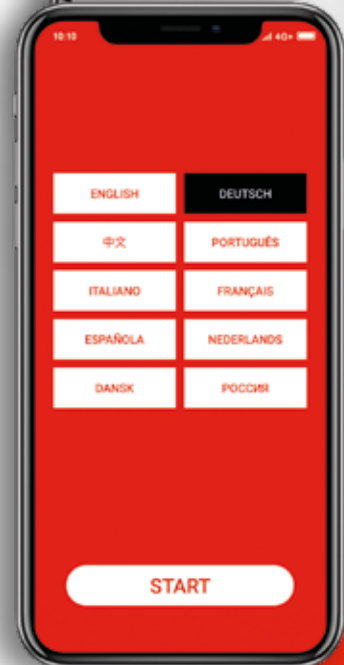 10:10 4G+
ENGLISH DEUTSCH
中文 PORTUGUÊS
ITALIANO FRANÇAIS
ESPAÑOLA NEDERLANDS
DANSK РОССИЯ
START